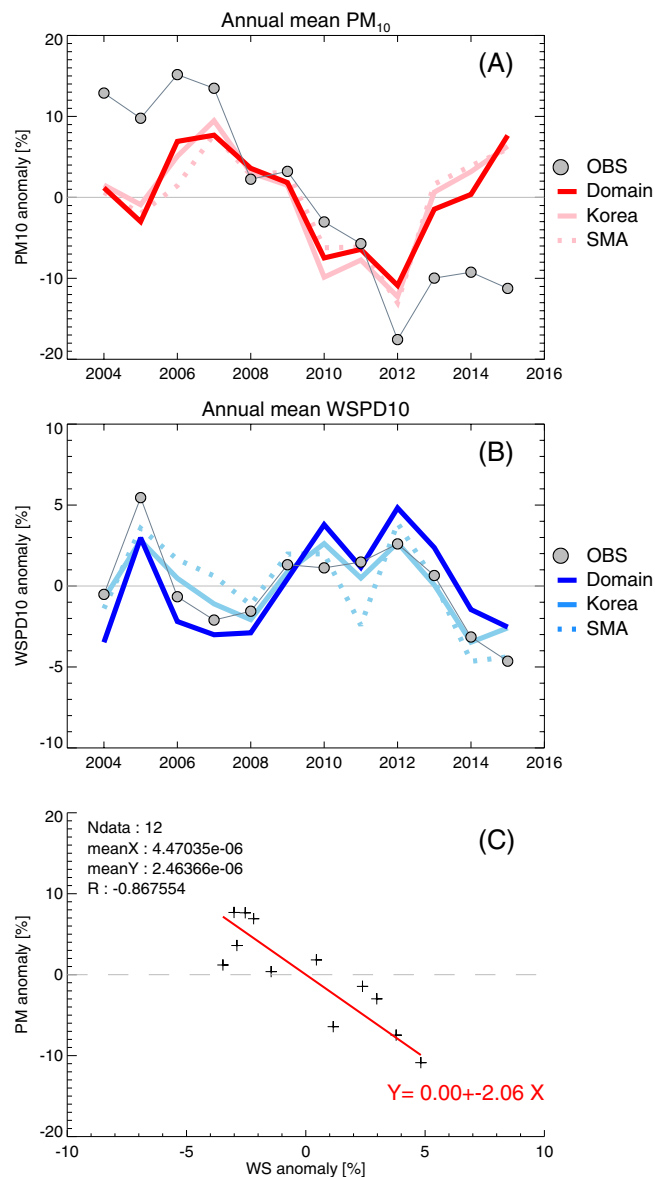 Annual mean PM₁₀
(A)
PM10 anomaly [%]
20
10
0
-10
-20
2004 2006 2008 2010 2012 2014 2016
OBS
Domain
Korea
SMA
Annual mean WSPD10
(B)
WSPD10 anomaly [%]
10
5
0
-5
-10
2004 2006 2008 2010 2012 2014 2016
OBS
Domain
Korea
SMA
(C)
Ndata : 12
meanX : 4.47035e-06
meanY : 2.46366e-06
R : -0.867554
PM anomaly [%]
20
10
0
-10
-20
Y= 0.00+-2.06 X
-10 -5 0 5 10
WS anomaly [%]